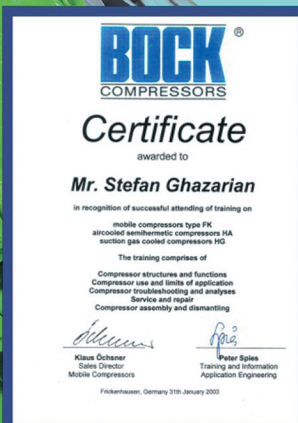 BOCK ®
COMPRESSORS
Certificate
awarded to
Mr. Stefan Ghazarian
in recognition of successful attending of training on
mobile compressors type FK
aircooled semihermetic compressors HA
suction gas cooled compressors HG
The training comprises of
Compressor structures and functions
Compressor use and limits of application
Compressor troubleshooting and analyses
Service and repair
Compressor assembly and dismantling
Klaus Öchsner
Sales Director
Mobile Compressors
Peter Spies
Training and Information
Application Engineering
Frickenhausen, Germany 31th January 2003